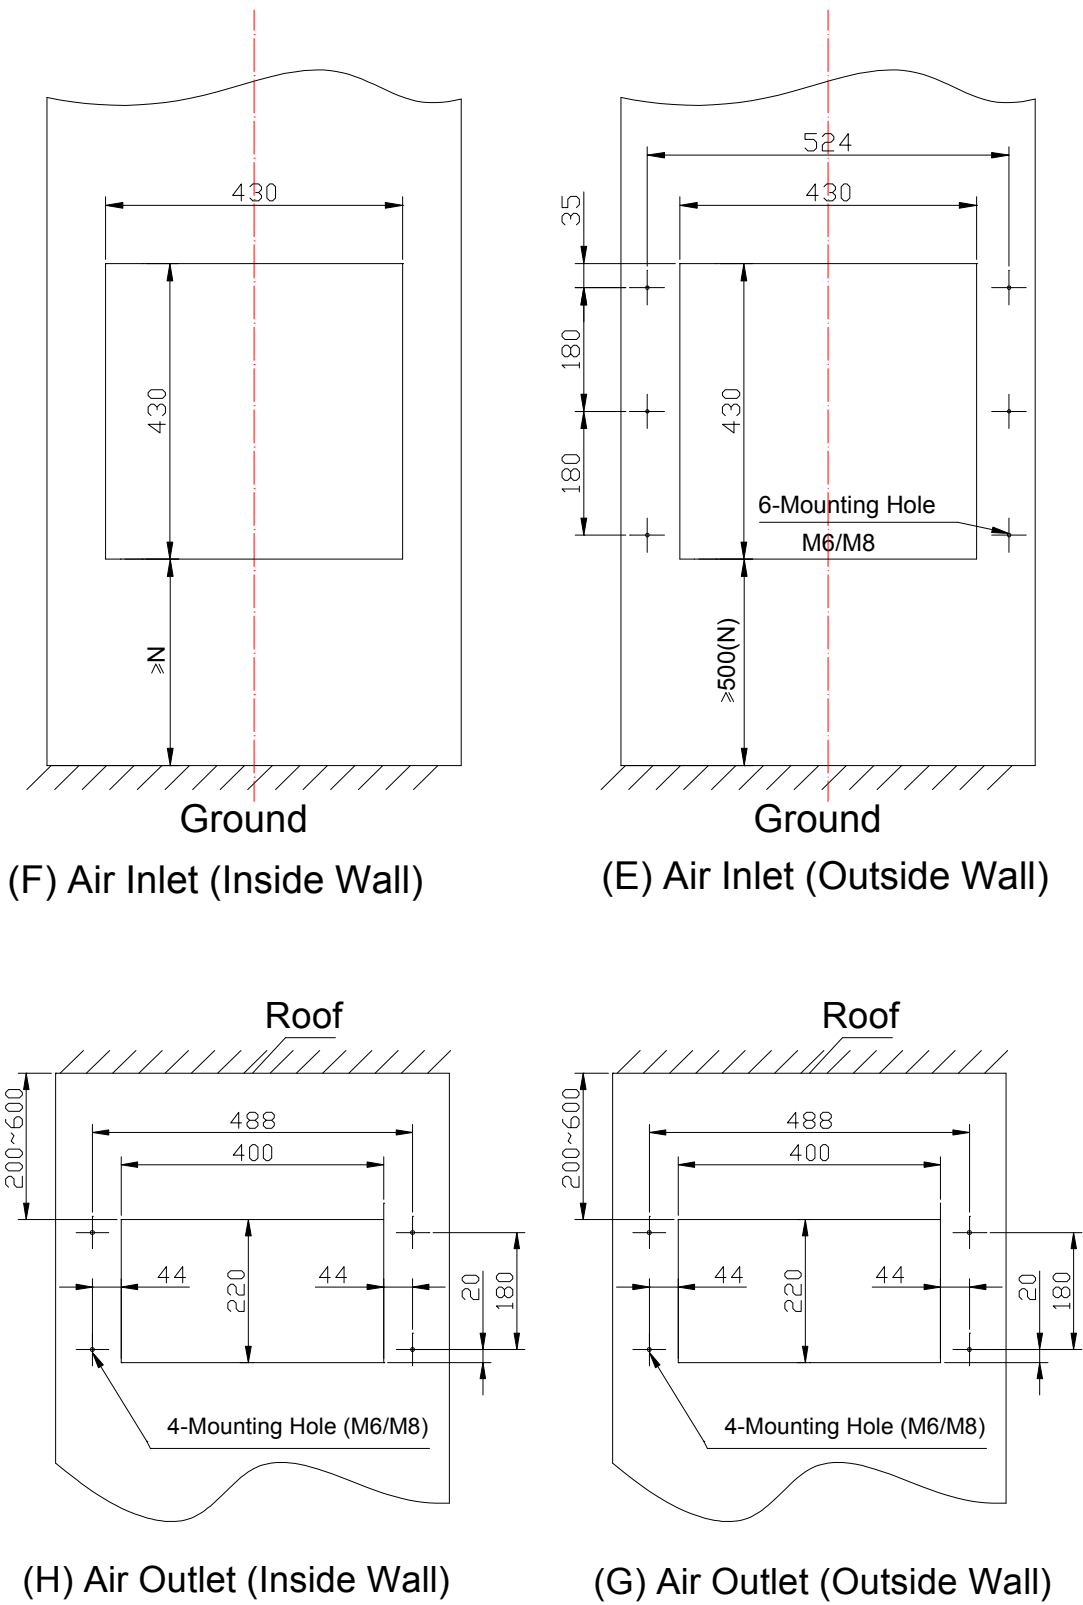 430
430
≥N
Ground
(F) Air Inlet (Inside Wall)
524
430
35
180
180
430
6-Mounting Hole
M6/M8
≥500(N)
Ground
(E) Air Inlet (Outside Wall)
Roof
200~600
488
400
44
220
44
20
180
4-Mounting Hole (M6/M8)
(H) Air Outlet (Inside Wall)
Roof
200~600
488
400
44
220
44
20
180
4-Mounting Hole (M6/M8)
(G) Air Outlet (Outside Wall)